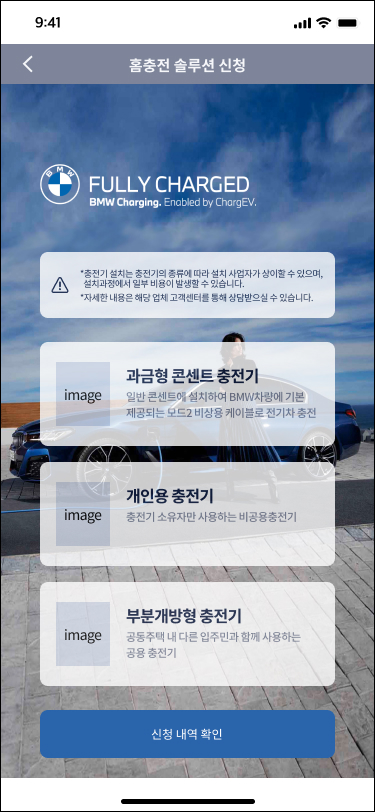 9:41
홈충전 솔루션 신청
BMW
FULLY CHARGED
BMW Charging. Enabled by ChargEV.
*충전기 설치는 충전기의 종류에 따라 설치 사업자가 상이할 수 있으며,
설치과정에서 일부 비용이 발생할 수 있습니다.
*자세한 내용은 해당 업체 고객센터를 통해 상담받으실 수 있습니다.
image
과금형 콘센트 충전기
일반 콘센트에 설치하여 BMW차량에 기본
제공되는 모드2 비상용 케이블로 전기차 충전
image
개인용 충전기
충전기 소유자만 사용하는 비공용충전기
image
부분개방형 충전기
공동주택 내 다른 입주민과 함께 사용하는
공용 충전기
신청 내역 확인